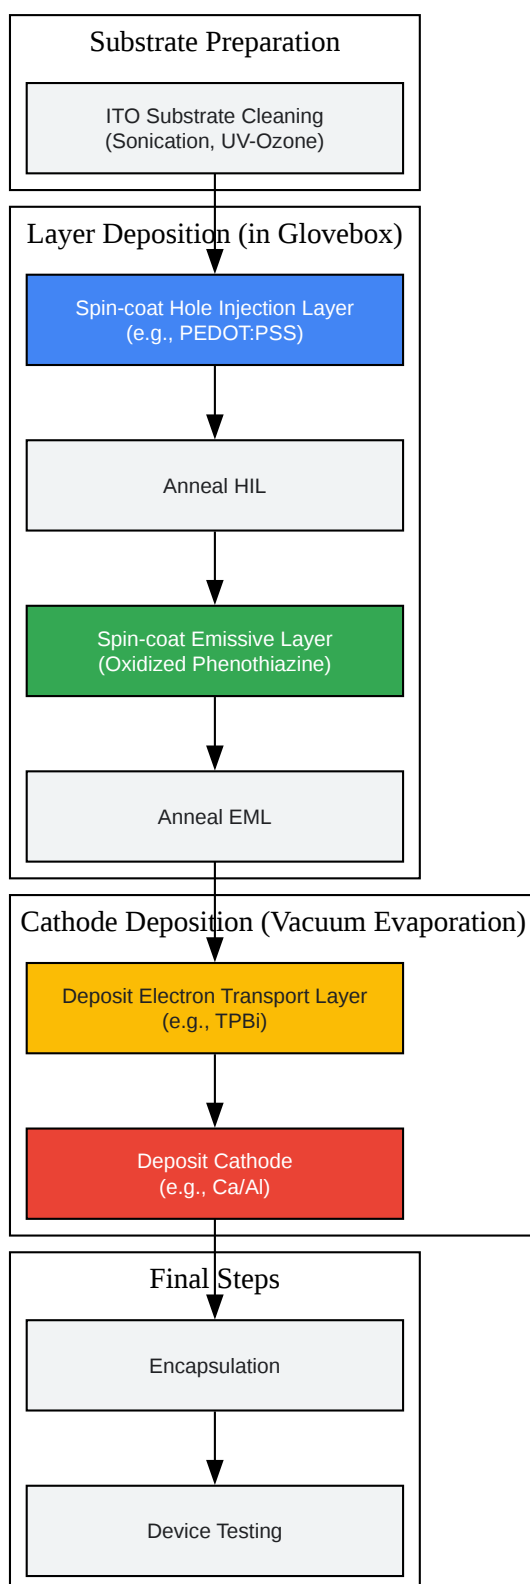 Substrate Preparation
ITO Substrate Cleaning
(Sonication, UV-Ozone)
Layer Deposition (in Glovebox)
Spin-coat Hole Injection Layer
(e.g., PEDOT:PSS)
Anneal HIL
Spin-coat Emissive Layer
(Oxidized Phenothiazine)
Anneal EML
Cathode Deposition (Vacuum Evaporation)
Deposit Electron Transport Layer
(e.g., TPBi)
Deposit Cathode
(e.g., Ca/Al)
Final Steps
Encapsulation
Device Testing